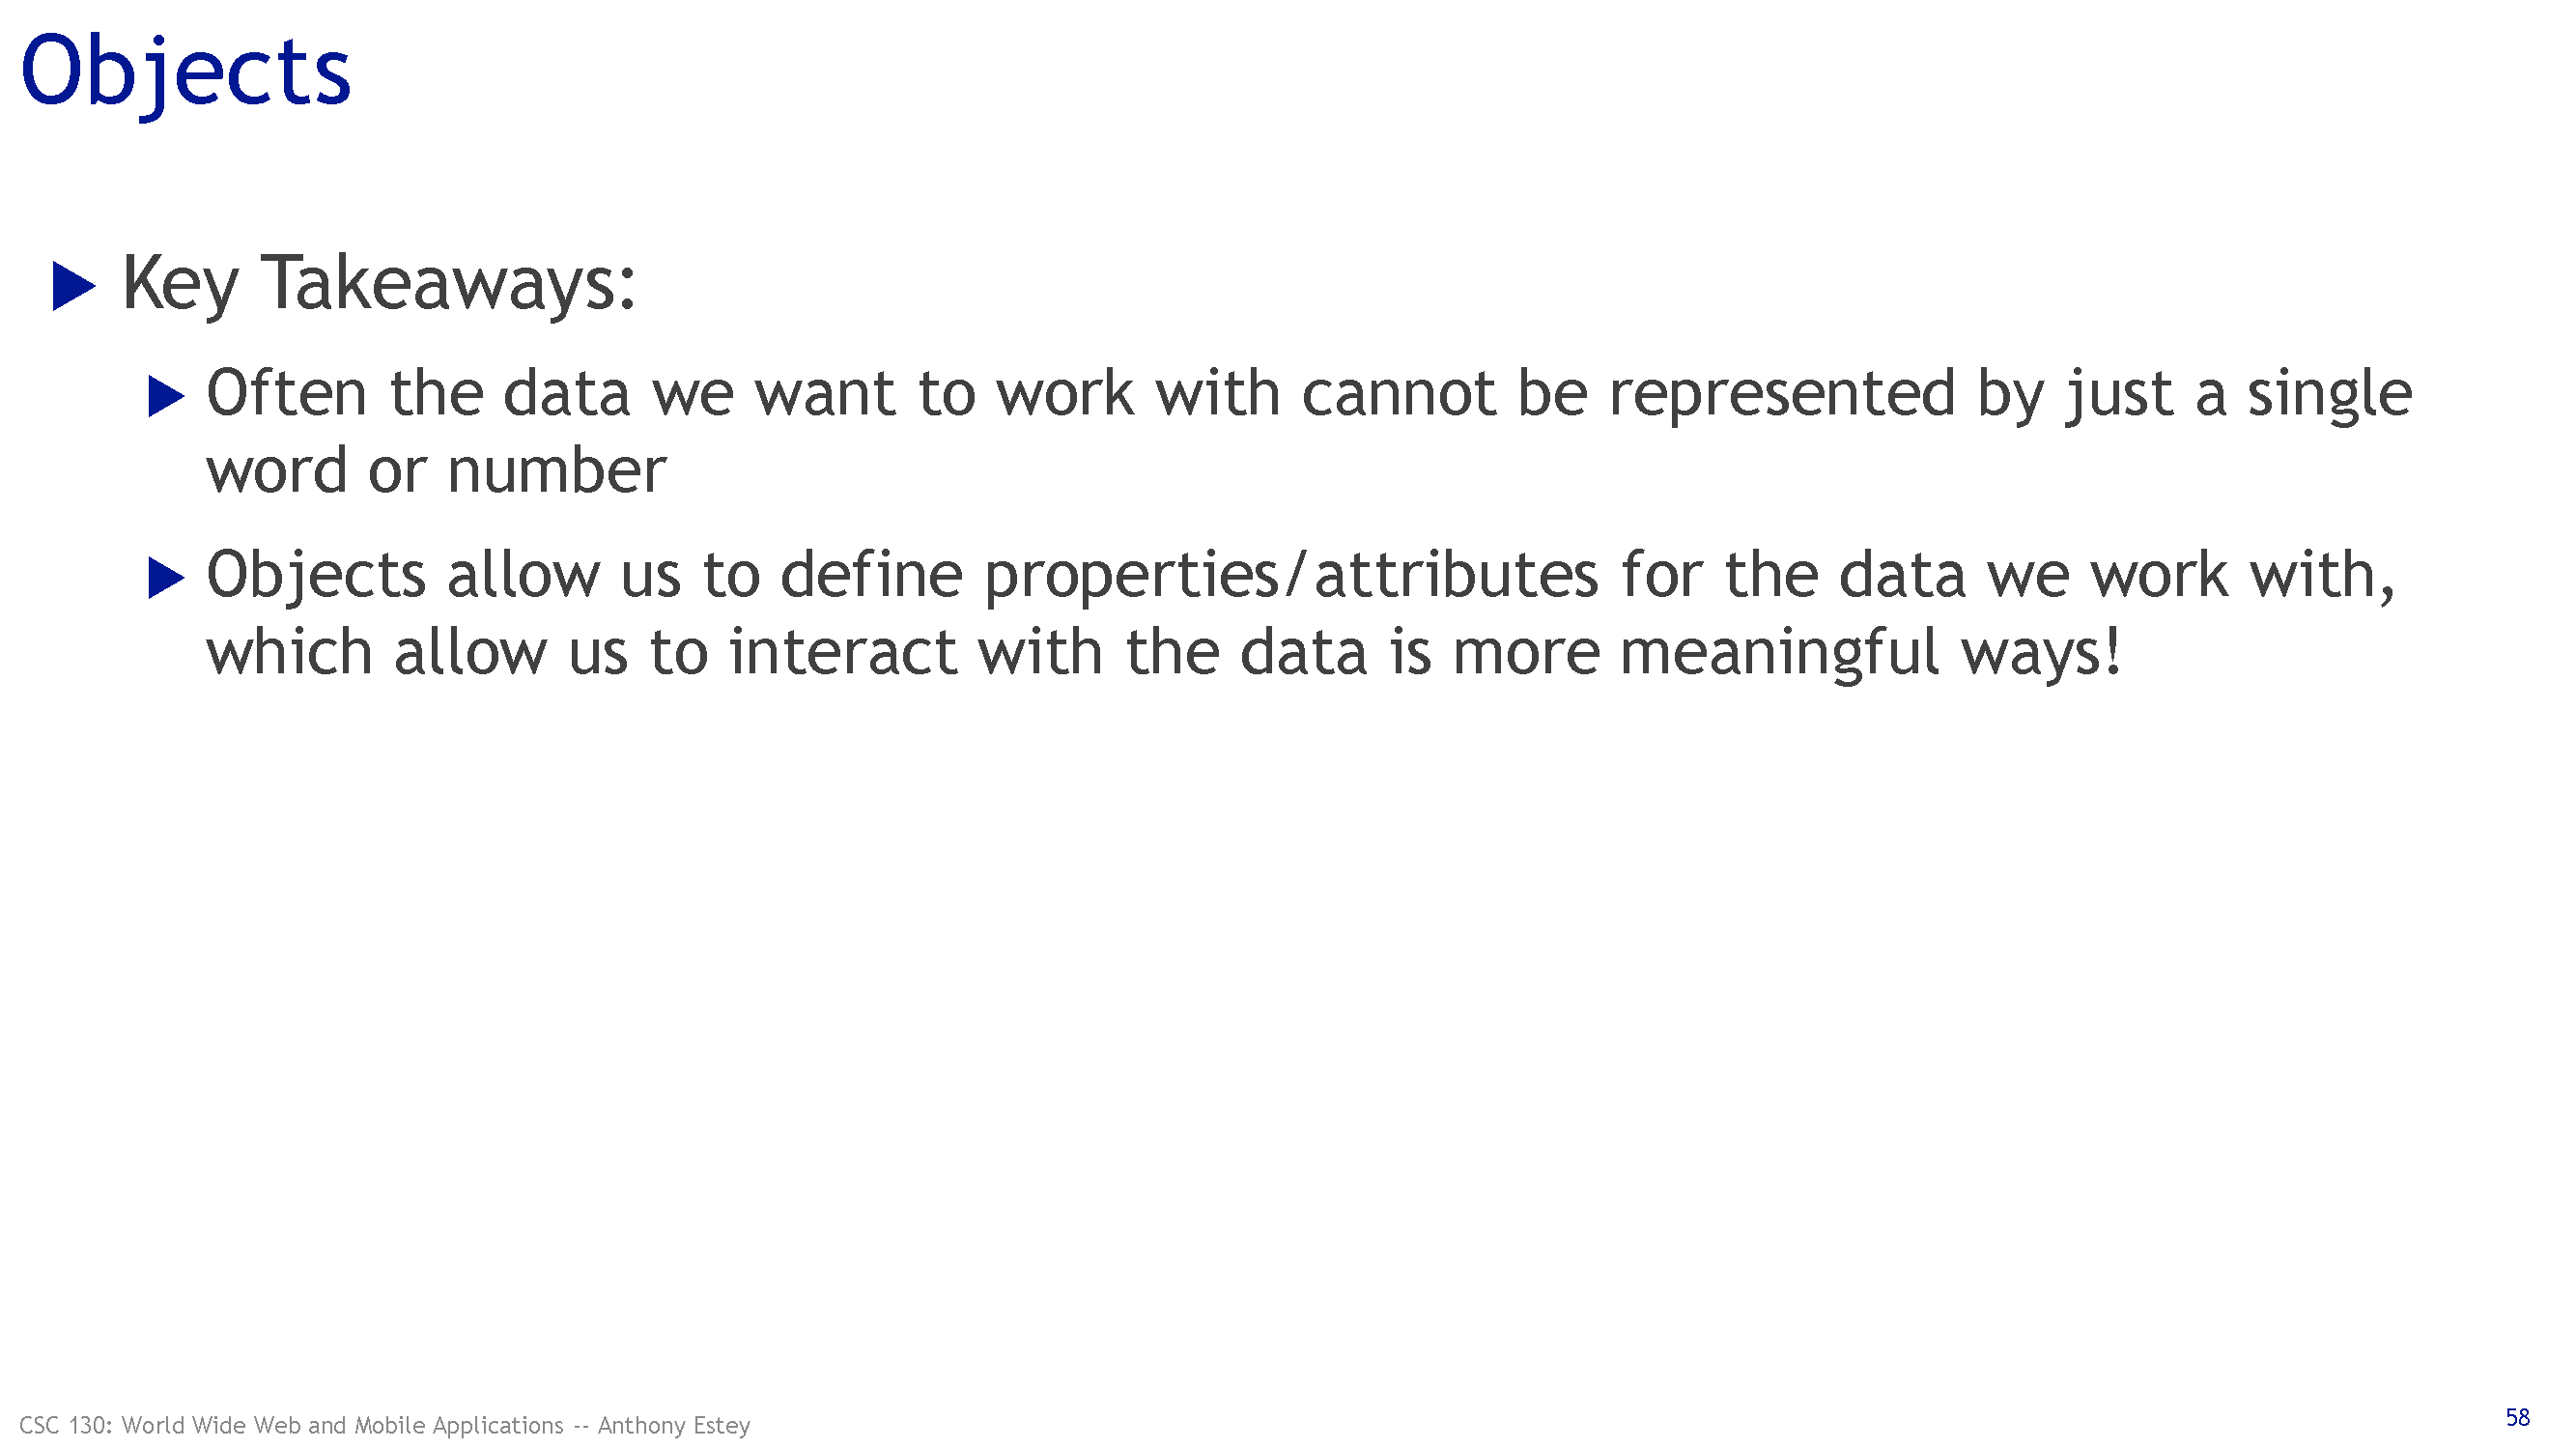 Objects
Key Takeaways:
Often the data we want to work with cannot be represented by just a single
word or number
Objects allow us to define properties/attributes for the data we work with,
which allow us to interact with the data is more meaningful ways!
CSC 130: World Wide Web and Mobile Applications -- Anthony Estey
58